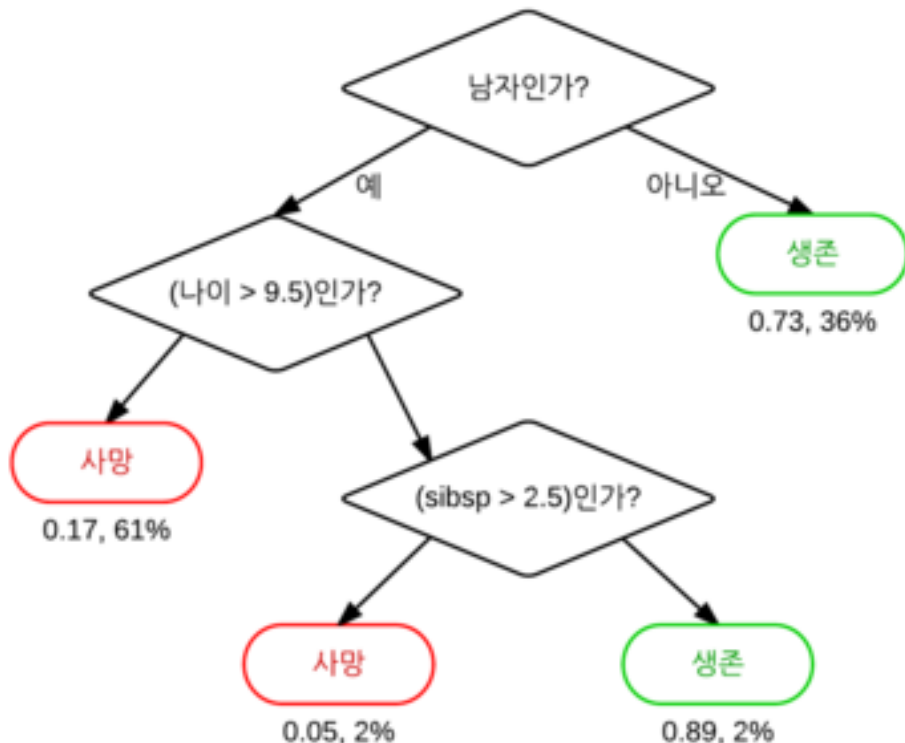 남자인가?
예
아니오
생존
0.73, 36%
(나이 > 9.5)인가?
사망
0.17, 61%
(sibsp > 2.5)인가?
사망
0.05, 2%
생존
0.89, 2%